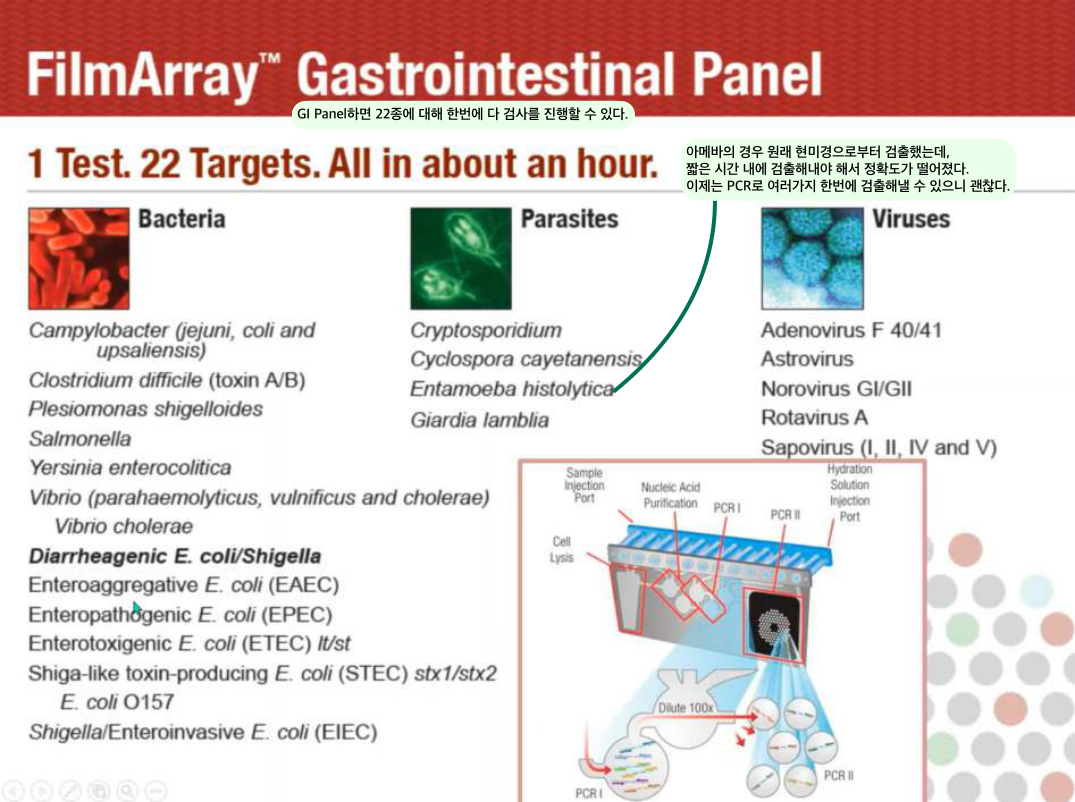 FilmArray™ Gastrointestinal Panel
GI Panel하면 22종에 대해 한번에 다 검사를 진행할 수 있다.
1 Test. 22 Targets. All in about an hour.
아메바의 경우 원래 현미경으로부터 검출했는데,
짧은 시간 내에 검출해내야 해서 정확도가 떨어졌다.
이제는 PCR로 여러가지 한번에 검출해낼 수 있으니 괜찮다.
Bacteria
Campylobacter (jejuni, coli and
upsaliensis)
Clostridium difficile (toxin A/B)
Plesiomonas shigelloides
Salmonella
Yersinia enterocolitica
Vibrio (parahaemolyticus, vulnificus and cholerae)
Vibrio cholerae
Diarrheagenic E. coli/Shigella
Enteroaggregative E. coli (EAEC)
Enteropathogenic E. coli (EPEC)
Enterotoxigenic E. coli (ETEC) lt/st
Shiga-like toxin-producing E. coli (STEC) stx1/stx2
E. coli O157
Shigella/Enteroinvasive E. coli (EIEC)
Parasites
Cryptosporidium
Cyclospora cayetanensis
Entamoeba histolytica
Giardia lamblia
Viruses
Adenovirus F 40/41
Astrovirus
Norovirus GI/GII
Rotavirus A
Sapovirus (I, II, IV and V)
Sample
Injection
Port
Nucleic Acid
Purification
PCR I
PCR II
Hydration
Solution
Injection
Port
Cell
Lysis
Dilute 100x
PCR I
PCR II